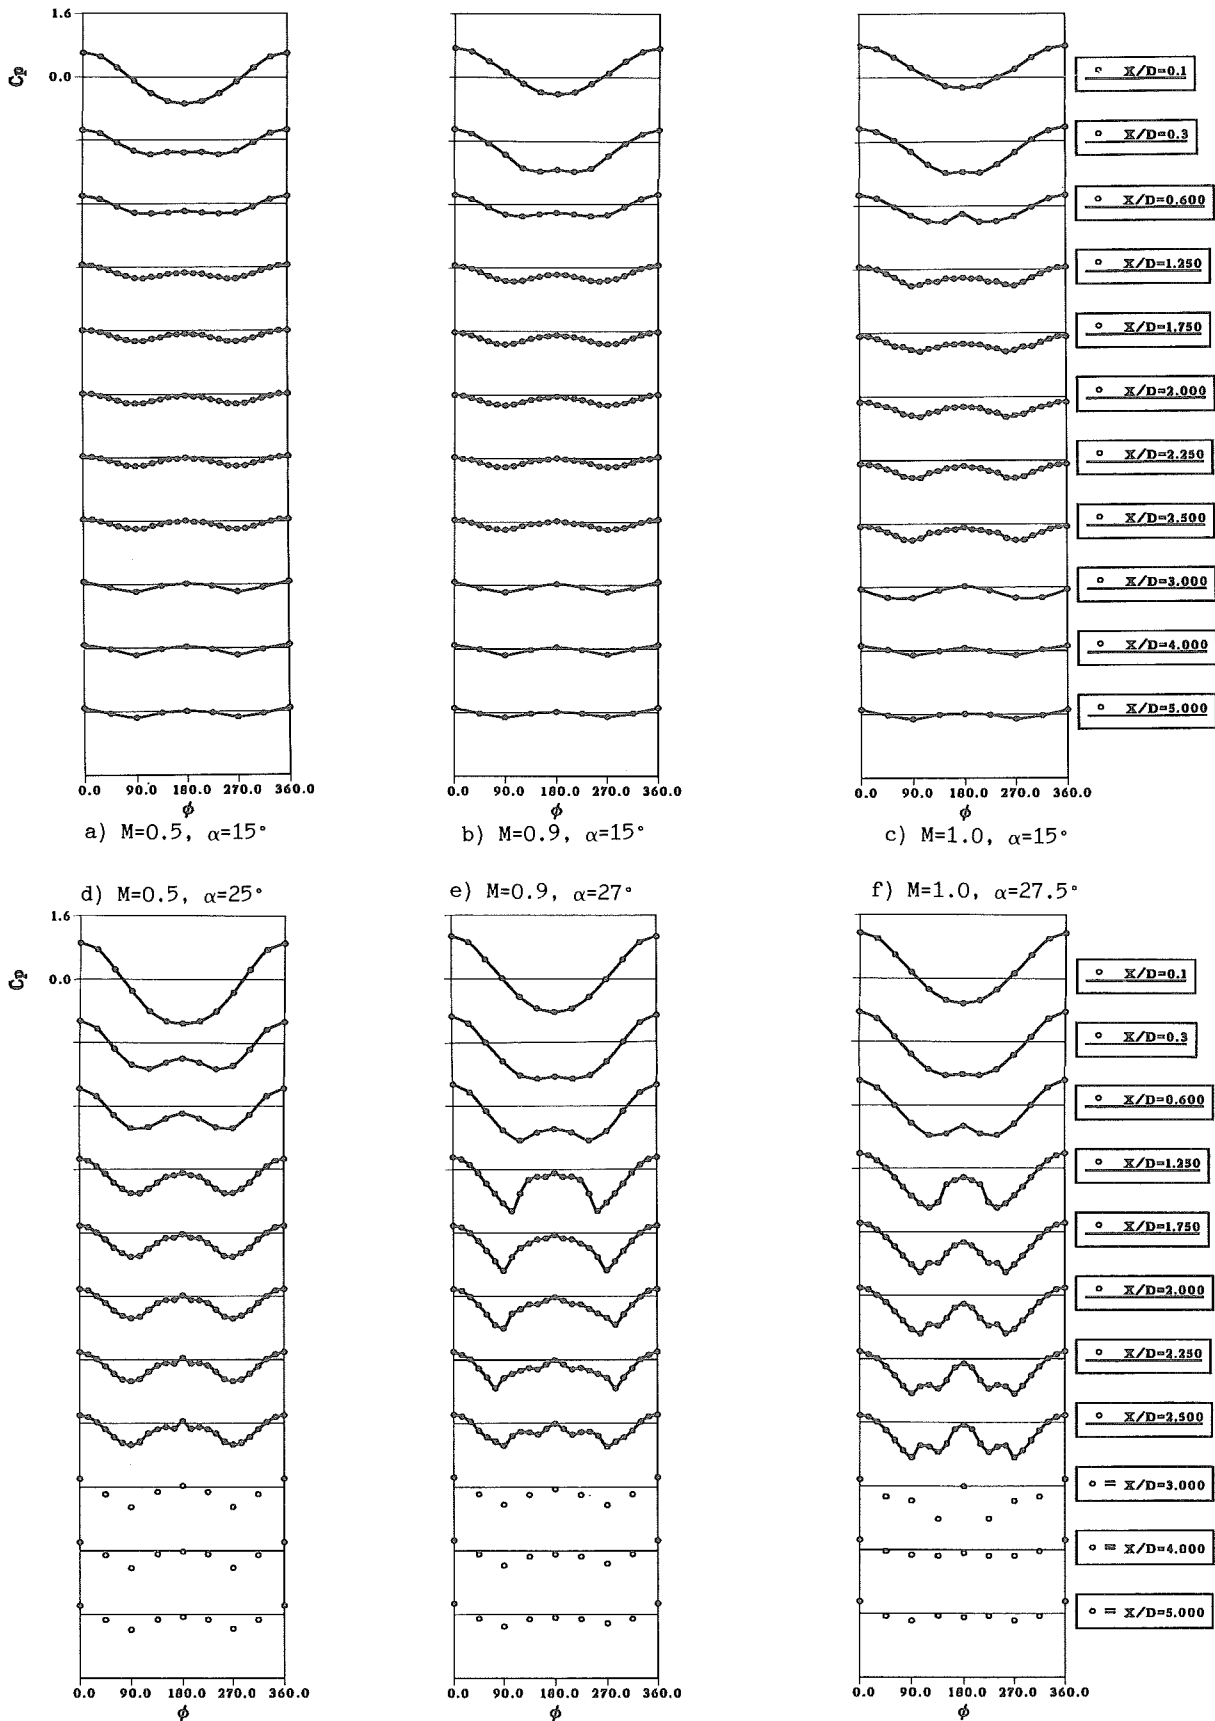 1.6
Cp
0.0
X/D=0.1
X/D=0.3
X/D=0.600
X/D=1.250
X/D=1.750
X/D=2.000
X/D=2.250
X/D=2.500
X/D=3.000
X/D=4.000
X/D=5.000
0.0 90.0 180.0 270.0 360.0
0.0 90.0 180.0 270.0 360.0
0.0 90.0 180.0 270.0 360.0
ϕ
ϕ
ϕ
a) M=0.5, α=15°
b) M=0.9, α=15°
c) M=1.0, α=15°
d) M=0.5, α=25°
e) M=0.9, α=27°
f) M=1.0, α=27.5°
1.6
Cp
0.0
X/D=0.1
X/D=0.3
X/D=0.600
X/D=1.250
X/D=1.750
X/D=2.000
X/D=2.250
X/D=2.500
= X/D=3.000
= X/D=4.000
= X/D=5.000
0.0 90.0 180.0 270.0 360.0
0.0 90.0 180.0 270.0 360.0
0.0 90.0 180.0 270.0 360.0
ϕ
ϕ
ϕ